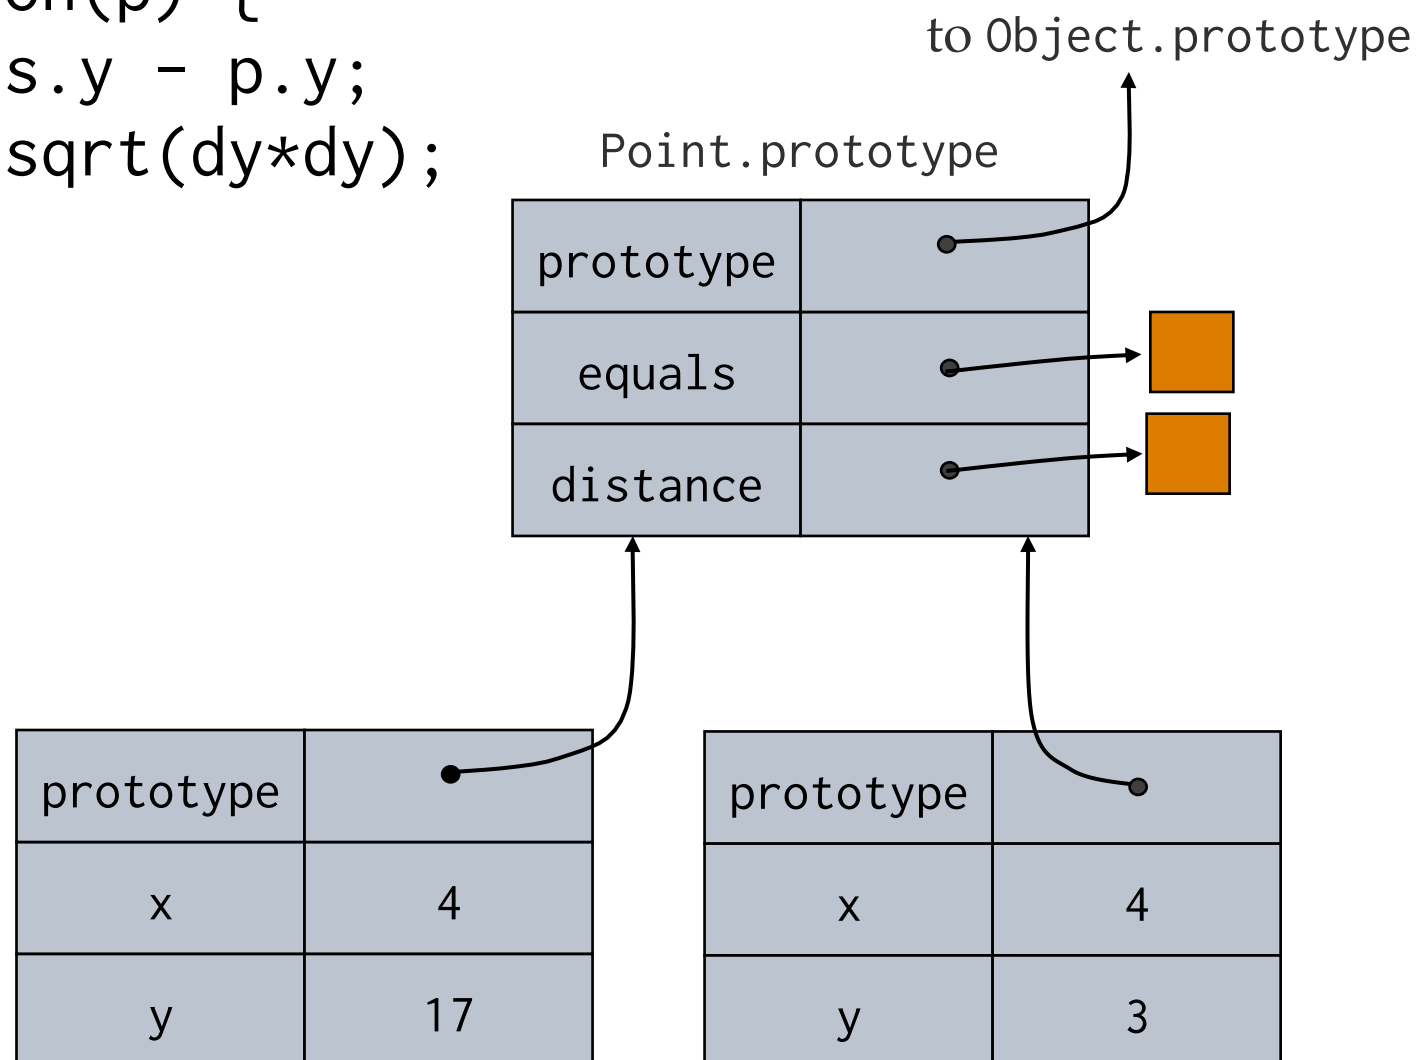 s.y - p.y;
sqrt(dy*dy);
to Object.prototype
Point.prototype
prototype
equals
distance
prototype
x 4
y 17
prototype
x 4
y 3